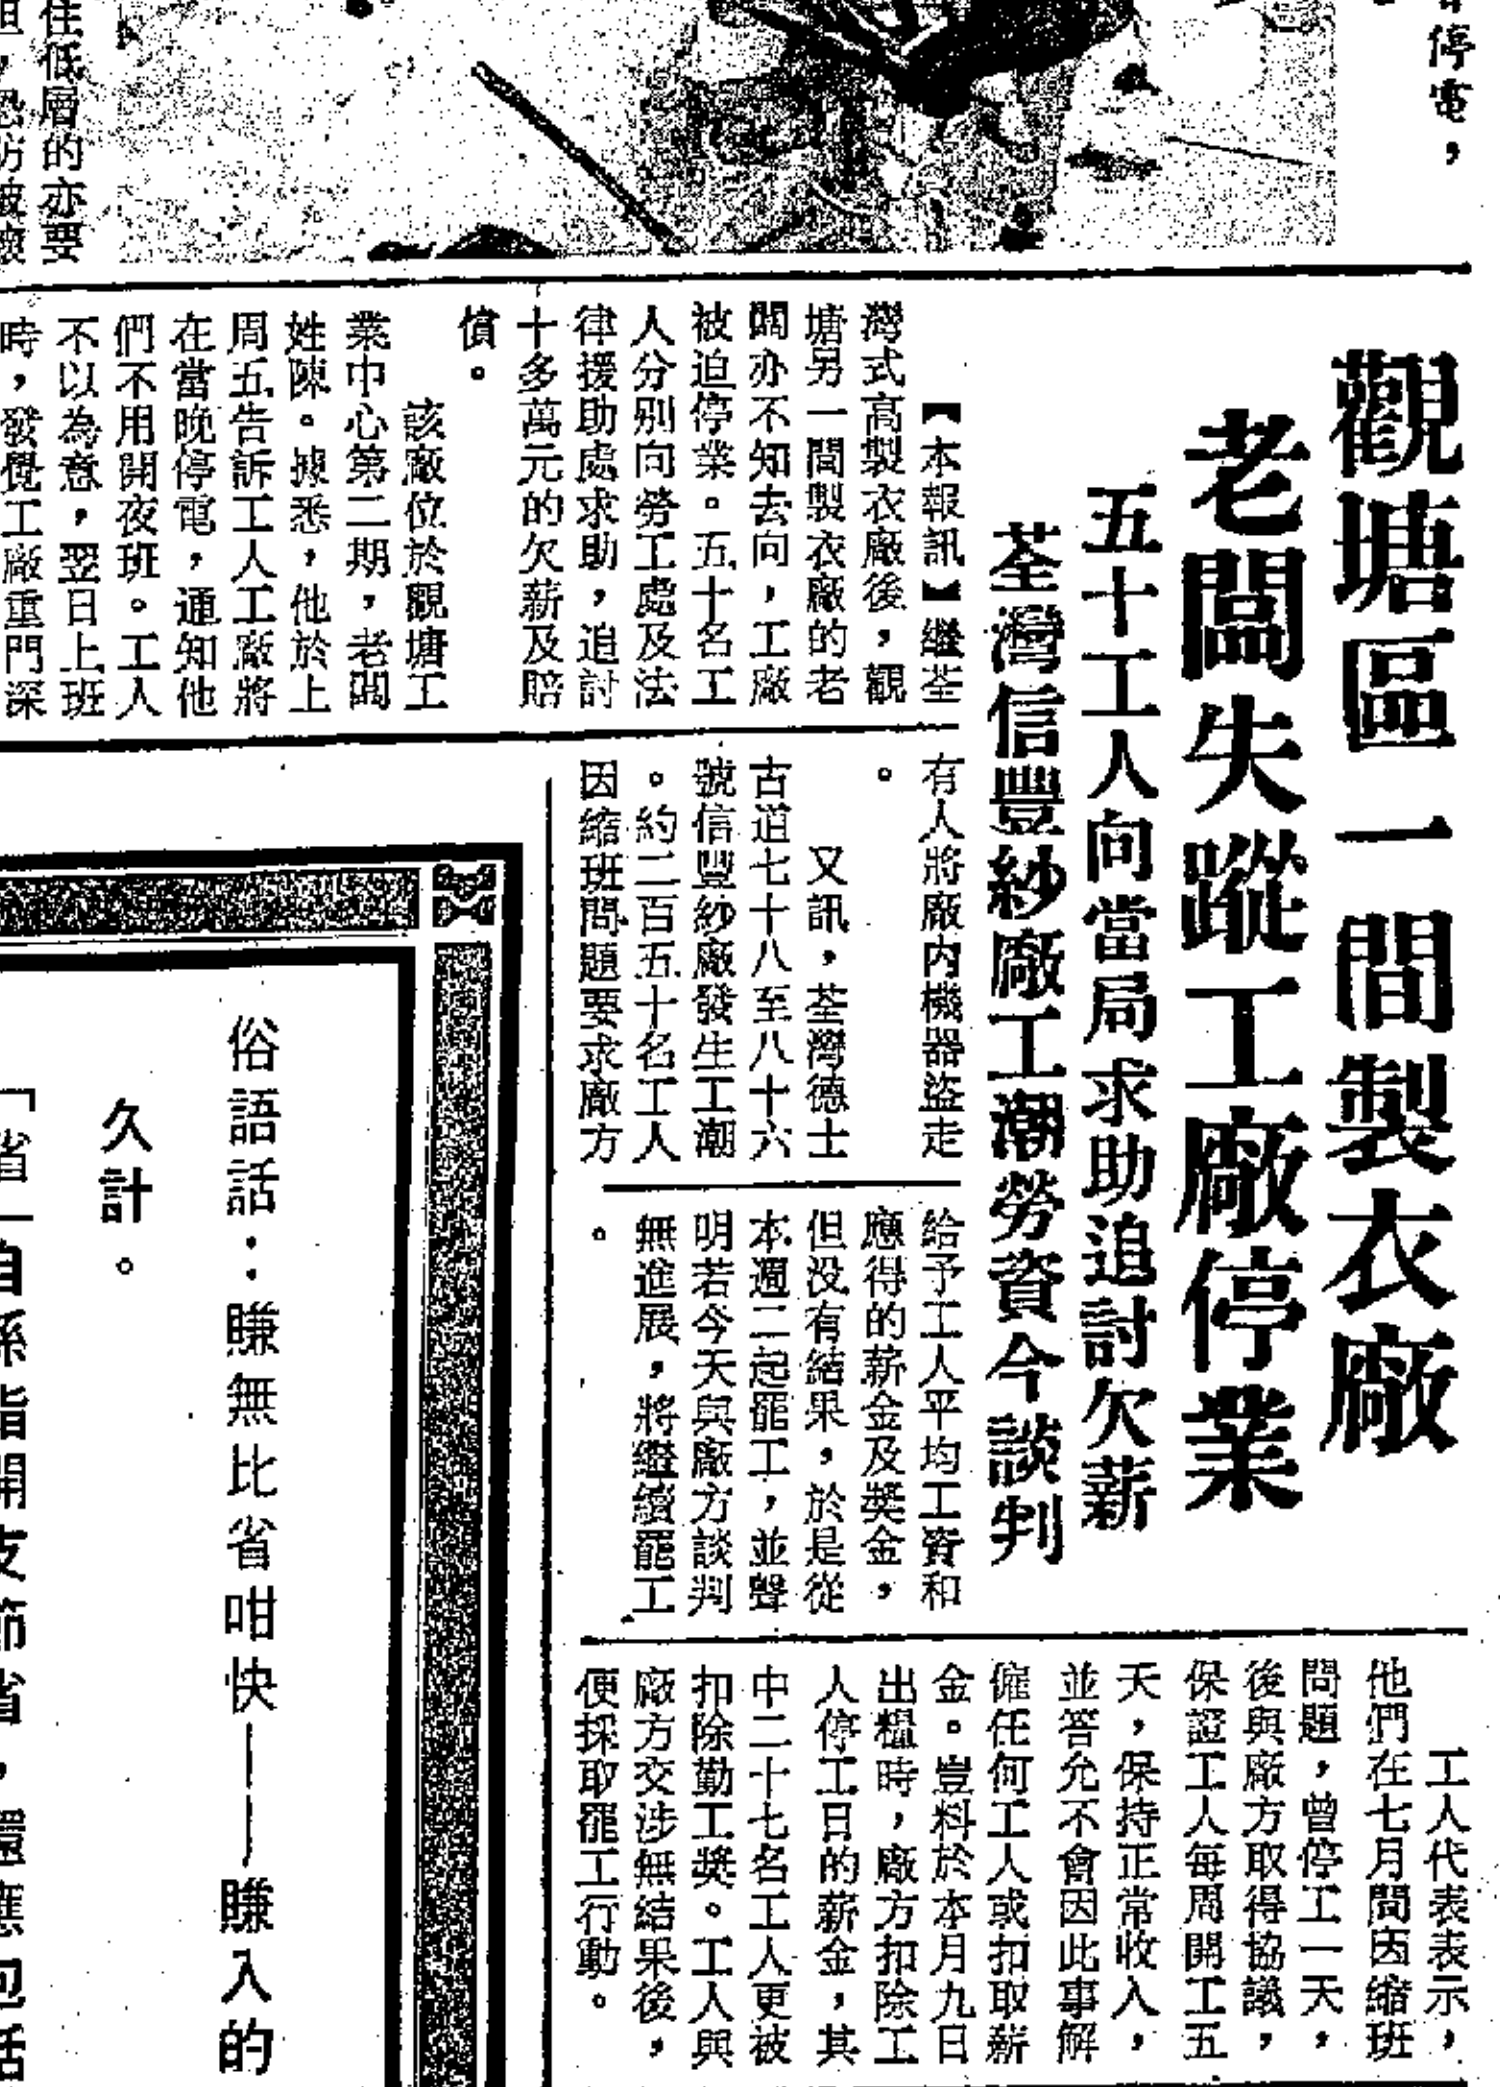 停電，
住低層的亦要
觀塘區一間製衣廠
老闆失蹤工廠停業
五十工人向當局求助追討欠薪
荃灣信豐紗廠工潮勞資今談判
【本報訊】繼荃
灣式高製衣廠後，觀
塘另一間製衣廠的老
闆亦不知去向，工廠
被迫停業。五十名工
人分別向勞工處及法
律援助處求助，追討
十多萬元的欠薪及賠
償。
該廠位於觀塘工
業中心第二期，老闆
姓陳。據悉，他於上
周五告訴工人工廠將
在當晚停電，通知他
們不用開夜班。工人
不以為意，翌日上班
時，發覺工廠重門深
有人將廠內機器盜走
。
又訊，荃灣德士
古道七十八至八十六
號信豐紗廠發生工潮
。約二百五十名工人
因縮班問題要求廠方
給予工人平均工資和
應得的薪金及獎金，
但沒有結果，於是從
本週二起罷工，並聲
明若今天與廠方談判
無進展，將繼續罷工
。
工人代表表示，
他們在七月間因縮班
問題，曾停工一天，
後與廠方取得協議，
保證工人每周開工五
天，保持正常收入，
並答允不會因此事解
僱任何工人或扣取薪
金。豈料於本月九日
出糧時，廠方扣除工
人停工日的薪金，其
中二十七名工人更被
扣除勤工獎。工人與
廠方交涉無結果後，
便採取罷工行動。
俗語話：賺無比省咁快——賺入的
久計。
「省」自係指開支節省，還應包括